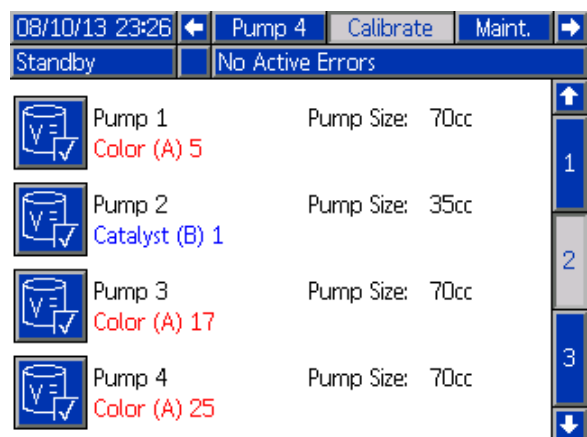 08/10/13 23:26 Pump 4 Calibrate Maint.
Standby No Active Errors
Pump 1 Pump Size: 70cc
Color (A) 5
Pump 2 Pump Size: 35cc
Catalyst (B) 1
Pump 3 Pump Size: 70cc
Color (A) 17
Pump 4 Pump Size: 70cc
Color (A) 25
1
2
3